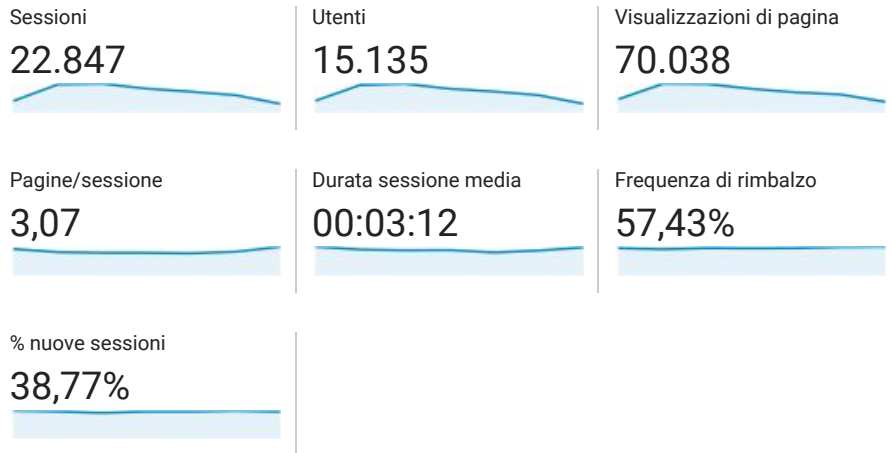 Sessioni
22.847
Utenti
15.135
Visualizzazioni di pagina
70.038
Pagine/sessione
3,07
Durata sessione media
00:03:12
Frequenza di rimbalzo
57,43%
% nuove sessioni
38,77%